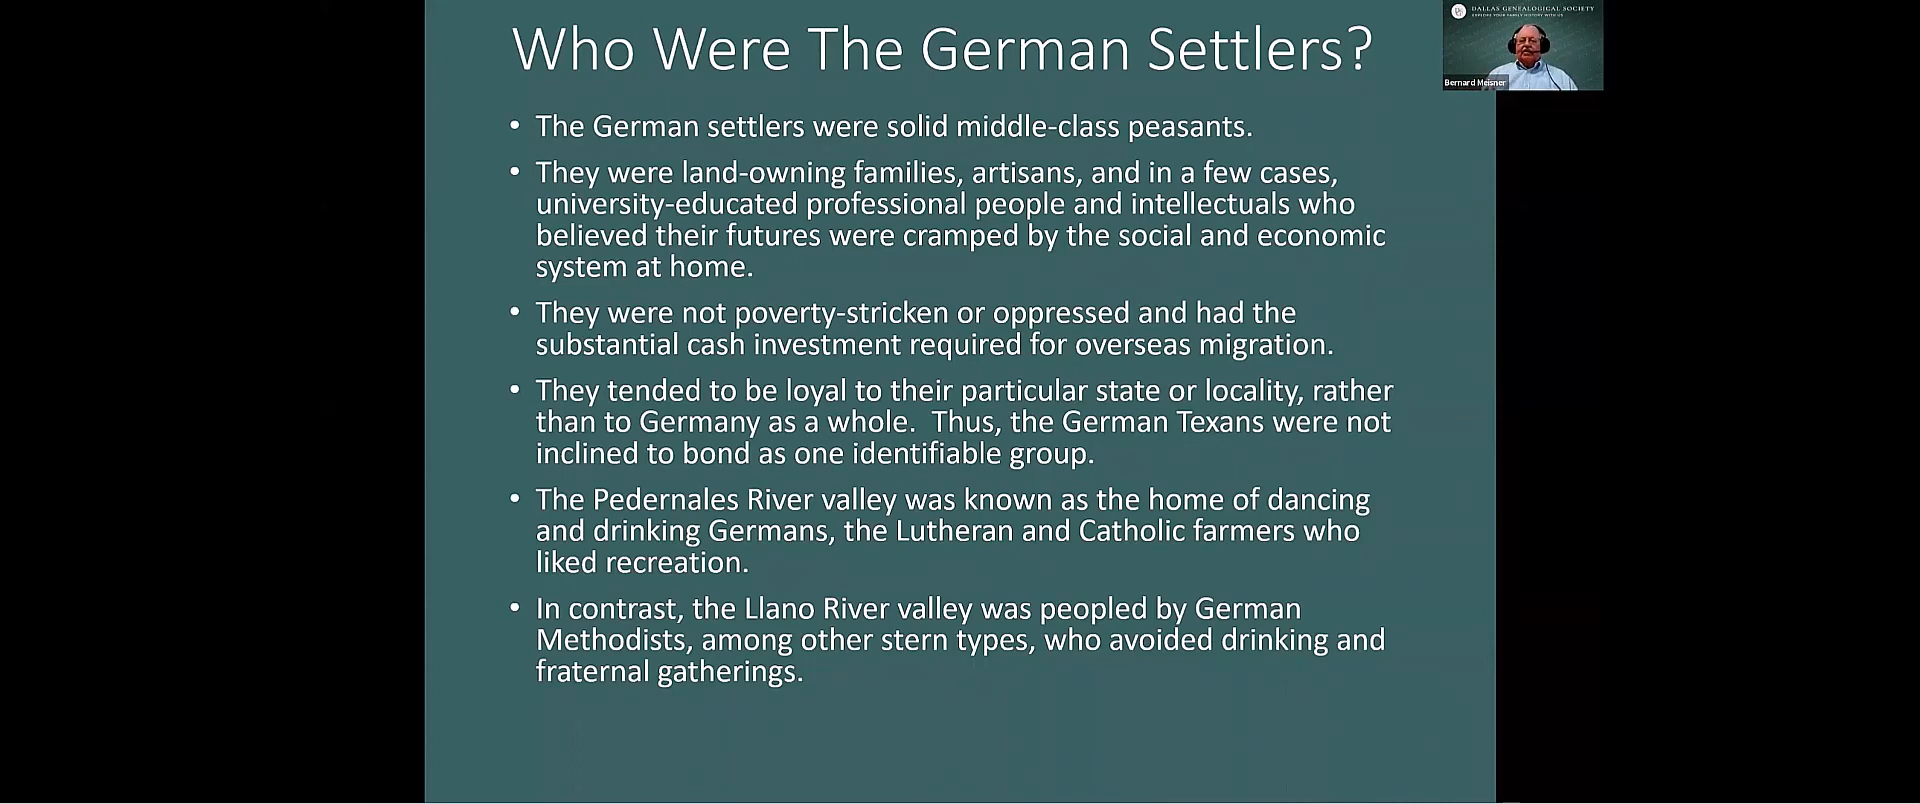 Who Were The German Settlers?
DALLAS GENEALOGICAL SOCIETY
EXPLORE YOUR FAMILY HISTORY WITH US
Bernard Meisner
• The German settlers were solid middle-class peasants.
• They were land-owning families, artisans, and in a few cases,
university-educated professional people and intellectuals who
believed their futures were cramped by the social and economic
system at home.
• They were not poverty-stricken or oppressed and had the
substantial cash investment required for overseas migration.
• They tended to be loyal to their particular state or locality, rather
than to Germany as a whole.  Thus, the German Texans were not
inclined to bond as one identifiable group.
• The Pedernales River valley was known as the home of dancing
and drinking Germans, the Lutheran and Catholic farmers who
liked recreation.
• In contrast, the Llano River valley was peopled by German
Methodists, among other stern types, who avoided drinking and
fraternal gatherings.